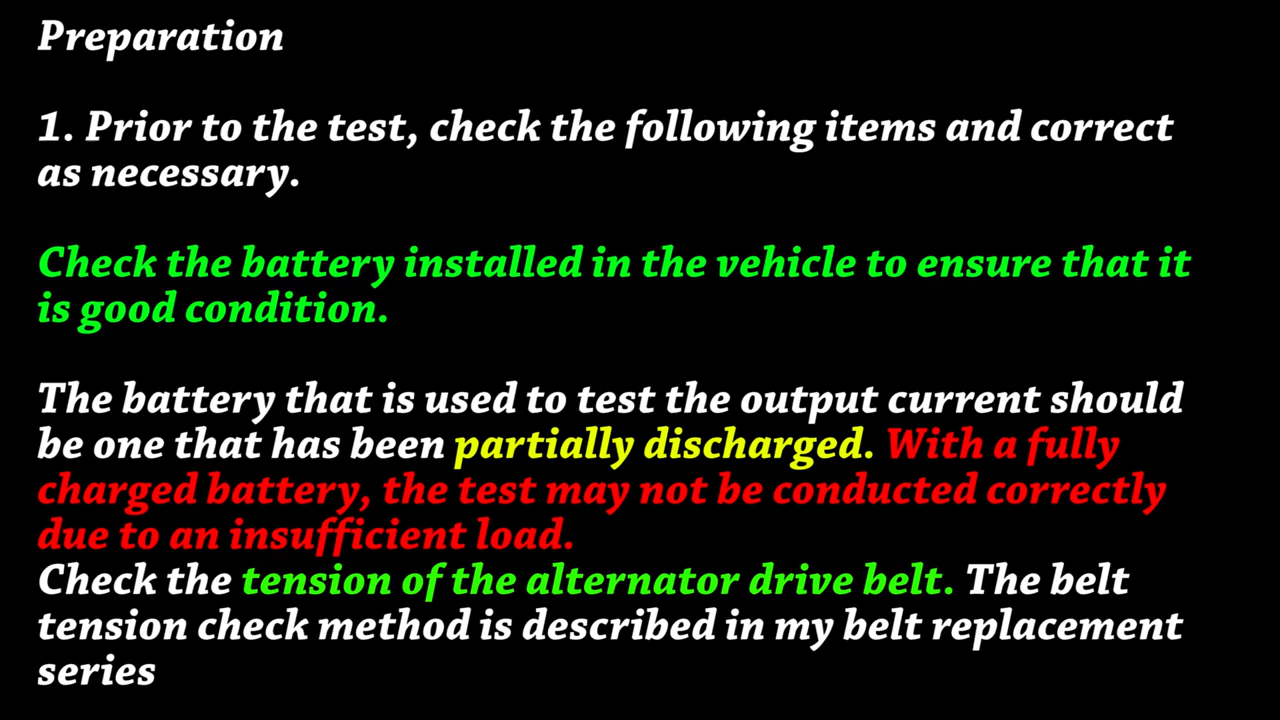 Preparation
1. Prior to the test, check the following items and correct
as necessary.
Check the battery installed in the vehicle to ensure that it
is good condition.
The battery that is used to test the output current should
be one that has been partially discharged. With a fully
charged battery, the test may not be conducted correctly
due to an insufficient load.
Check the tension of the alternator drive belt. The belt
tension check method is described in my belt replacement
series